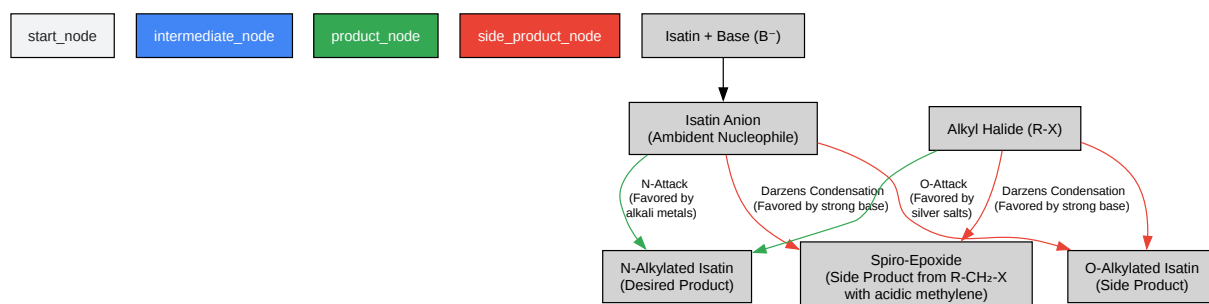 start_node
intermediate_node
product_node
side_product_node
Isatin + Base (B⁻)
Isatin Anion
(Ambident Nucleophile)
Alkyl Halide (R-X)
N-Attack
(Favored by
alkali metals)
Darzens Condensation
(Favored by strong base)
O-Attack
(Favored by
silver salts)
Darzens Condensation
(Favored by strong base)
N-Alkylated Isatin
(Desired Product)
Spiro-Epoxide
(Side Product from R-CH₂-X
with acidic methylene)
O-Alkylated Isatin
(Side Product)